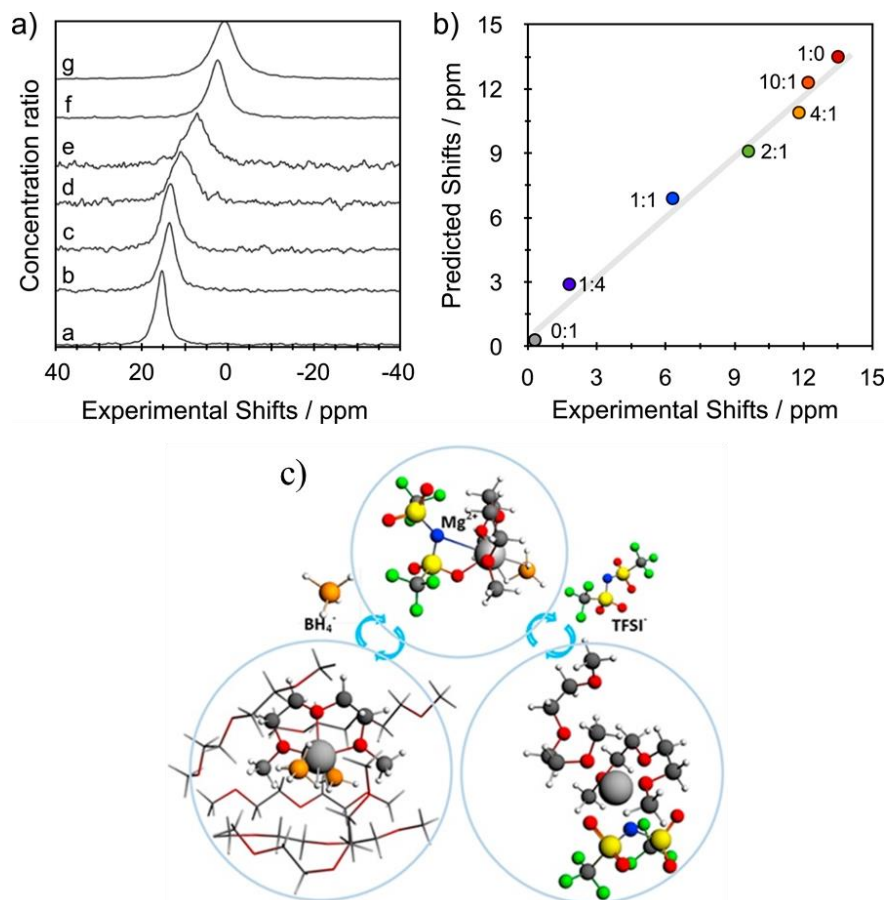 a)
Concentration ratio
g
f
e
d
c
b
a
40 20 0 -20 -40
Experimental Shifts / ppm
b)
Predicted Shifts / ppm
15
12
9
6
3
0
1:0
10:1
4:1
2:1
1:1
1:4
0:1
0 3 6 9 12 15
Experimental Shifts / ppm
c)
Mg²⁺
BH₄⁻
TFSI⁻